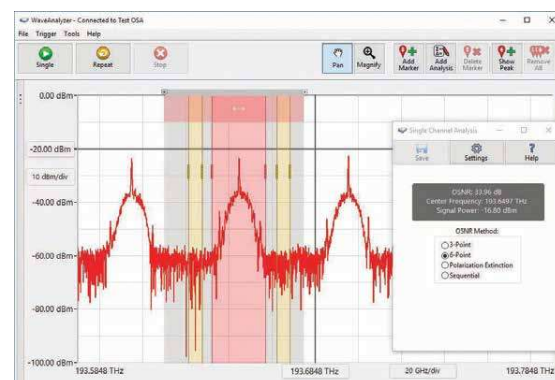 WaveAnalyzer - Connected to Test OSA
File Trigger Tools Help
Single
Repeat
Stop
Pan
Magnify
Add Marker
Add Analysis
Delete Marker
Show Peak
Remove All
0.00 dBm
-20.00 dBm
10 dBm/div
-40.00 dBm
-60.00 dBm
-80.00 dBm
-100.00 dBm
193.5848 THz
193.6848 THz
20 GHz/div
193.7848 THz
Single Channel Analysis
Save
Settings
Help
OSNR: 33.96 dB
Center Frequency: 193.6497 THz
Signal Power: -16.80 dBm
OSNR Method:
3-Point
6-Point
Polarization Extinction
Sequential